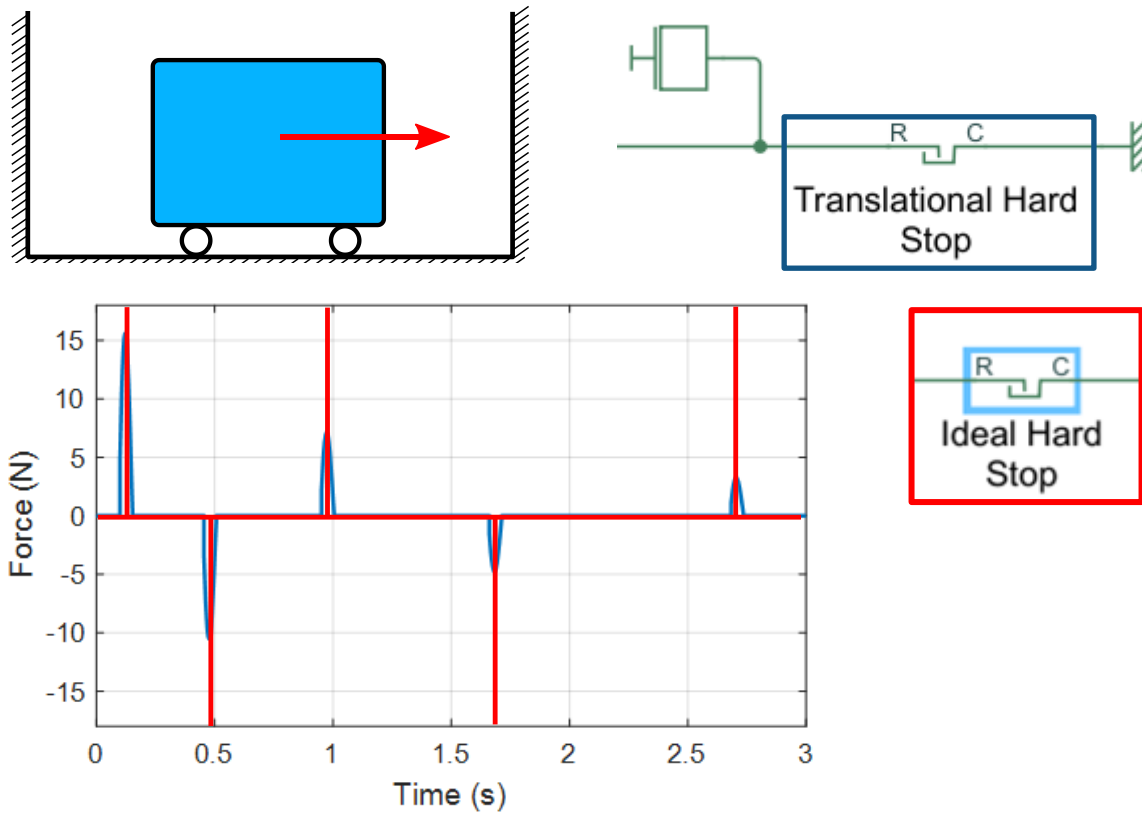 R C
Translational Hard
Stop
R C
Ideal Hard
Stop
Force (N)
15
10
5
0
-5
-10
-15
0 0.5 1 1.5 2 2.5 3
Time (s)